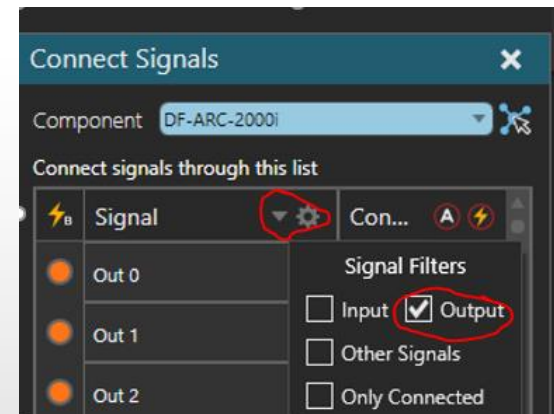 Connect Signals
Component DF-ARC-2000i
Connect signals through this list
B Signal Con... A
Out 0
Signal Filters
Input Output
Out 1
Other Signals
Out 2
Only Connected